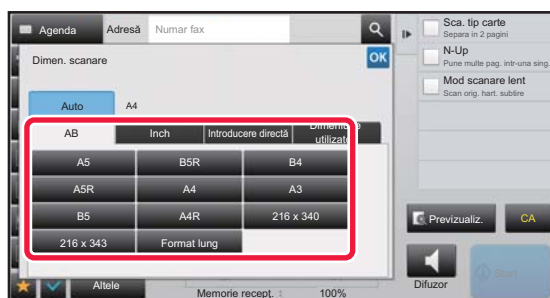 Agenda
Adresă
Numar fax
Sca. tip carte
Separa in 2 pagini
Dimen. scanare
OK
N-Up
Pune multe pag. intr-una sing.
Mod scanare lent
Scan orig. hart. subtire
Auto
A4
AB
Inch
Introducere directă
A5
B5R
B4
A5R
A4
A3
B5
A4R
216 x 340
216 x 343
Format lung
Previzualiz.
CA
Altele
Memorie recepţ. :
100%
Difuzor
Start